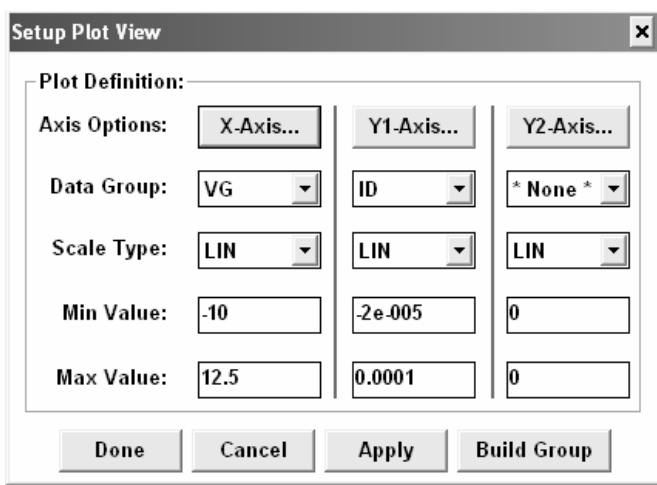 Setup Plot View
Plot Definition:
Axis Options: X-Axis... Y1-Axis... Y2-Axis...
Data Group: VG ID * None *
Scale Type: LIN LIN LIN
Min Value: -10 -2e-005 0
Max Value: 12.5 0.0001 0
Done Cancel Apply Build Group